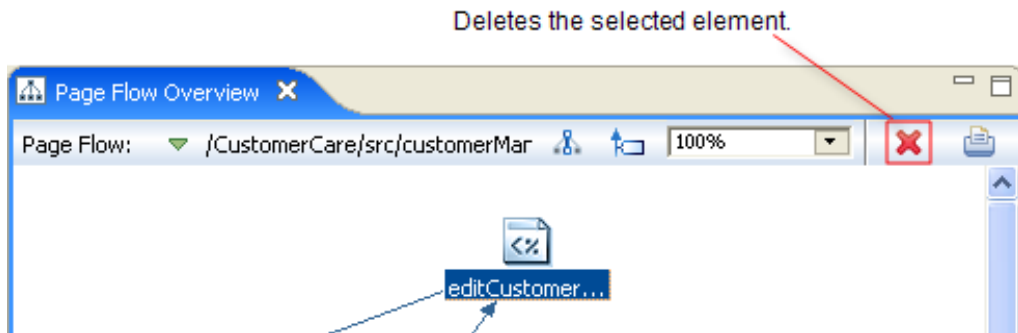 Deletes the selected element.
Page Flow Overview
Page Flow: /CustomerCare/src/customerMar 100%
<%
editCustomer...